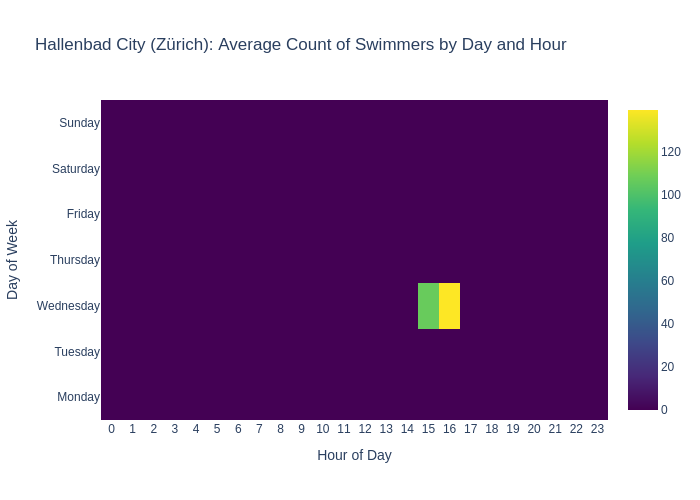 Hallenbad City (Zürich): Average Count of Swimmers by Day and Hour
Day of Week
Sunday
Saturday
Friday
Thursday
Wednesday
Tuesday
Monday
0 1 2 3 4 5 6 7 8 9 10 11 12 13 14 15 16 17 18 19 20 21 22 23
Hour of Day
120
100
80
60
40
20
0